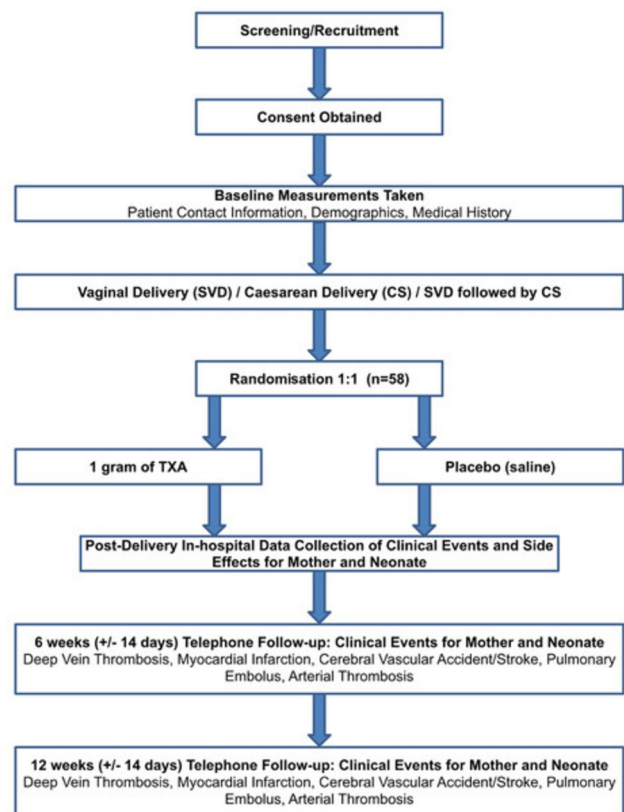 Screening/Recruitment
Consent Obtained
Baseline Measurements Taken
Patient Contact Information, Demographics, Medical History
Vaginal Delivery (SVD) / Caesarean Delivery (CS) / SVD followed by CS
Randomisation 1:1 (n=58)
1 gram of TXA
Placebo (saline)
Post-Delivery In-hospital Data Collection of Clinical Events and Side
Effects for Mother and Neonate
6 weeks (+/- 14 days) Telephone Follow-up: Clinical Events for Mother and Neonate
Deep Vein Thrombosis, Myocardial Infarction, Cerebral Vascular Accident/Stroke, Pulmonary
Embolus, Arterial Thrombosis
12 weeks (+/- 14 days) Telephone Follow-up: Clinical Events for Mother and Neonate
Deep Vein Thrombosis, Myocardial Infarction, Cerebral Vascular Accident/Stroke, Pulmonary
Embolus, Arterial Thrombosis